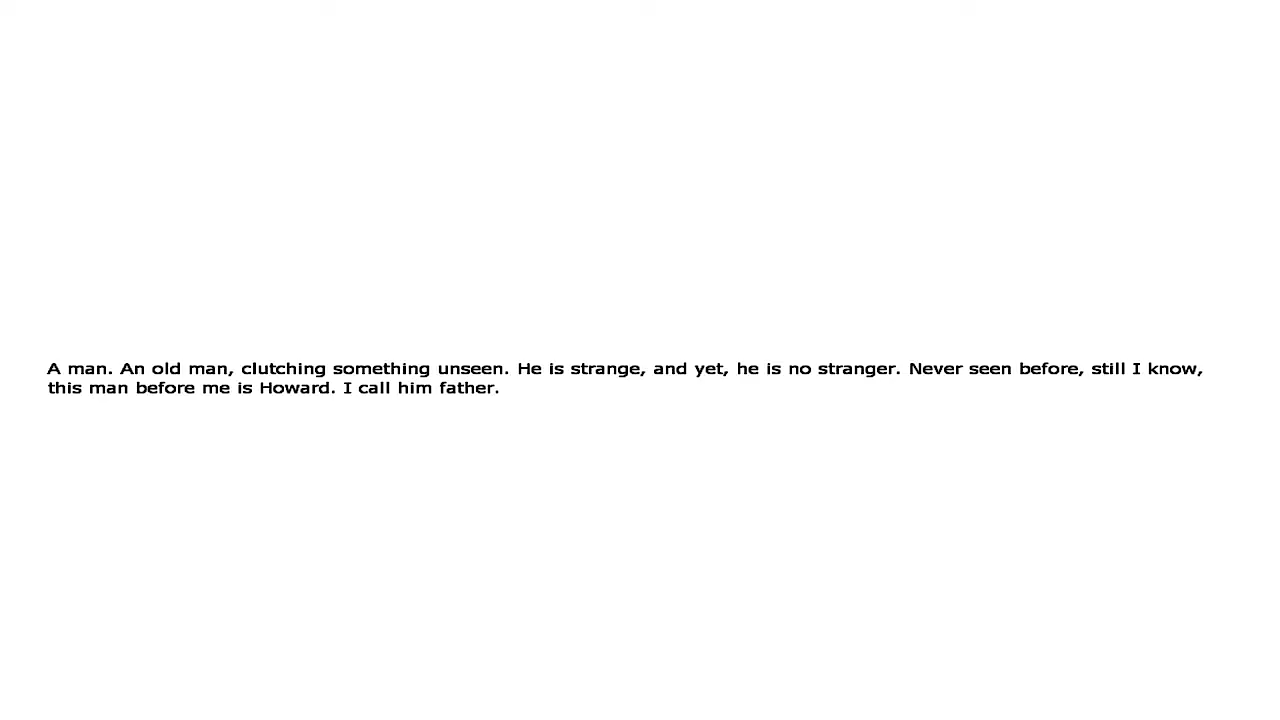 A man. An old man, clutching something unseen. He is strange, and yet, he is no stranger. Never seen before, still I know,
this man before me is Howard. I call him father.